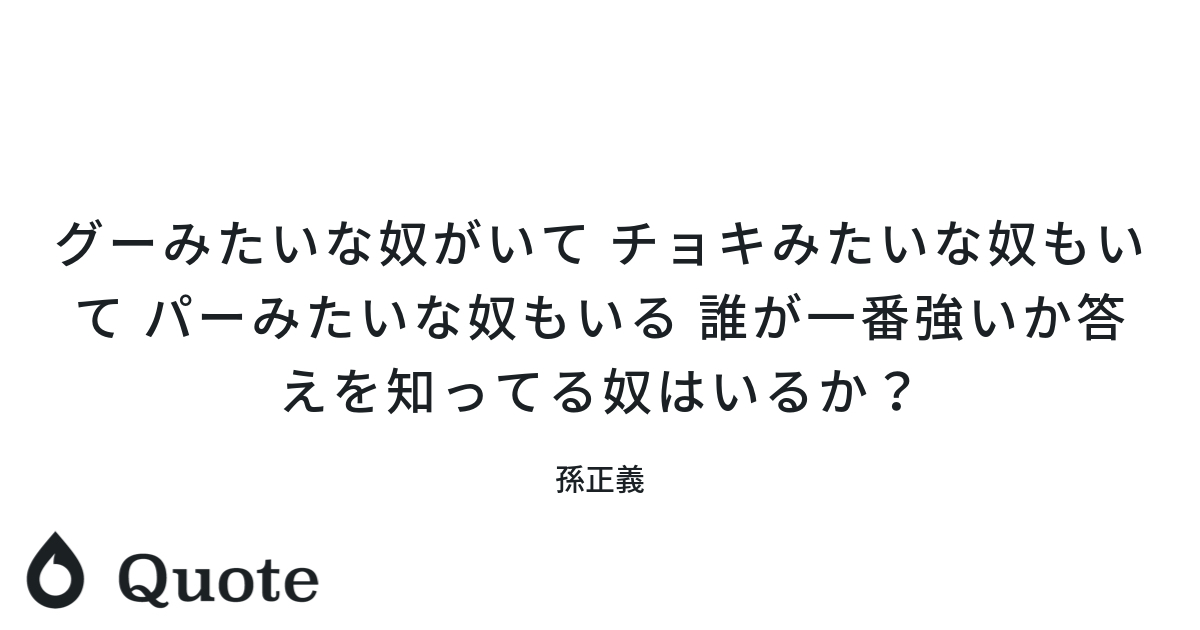 グーみたいな奴がいて チョキみたいな奴もい
て パーみたいな奴もいる 誰が一番強いか答
えを知ってる奴はいるか？
孫正義
Quote